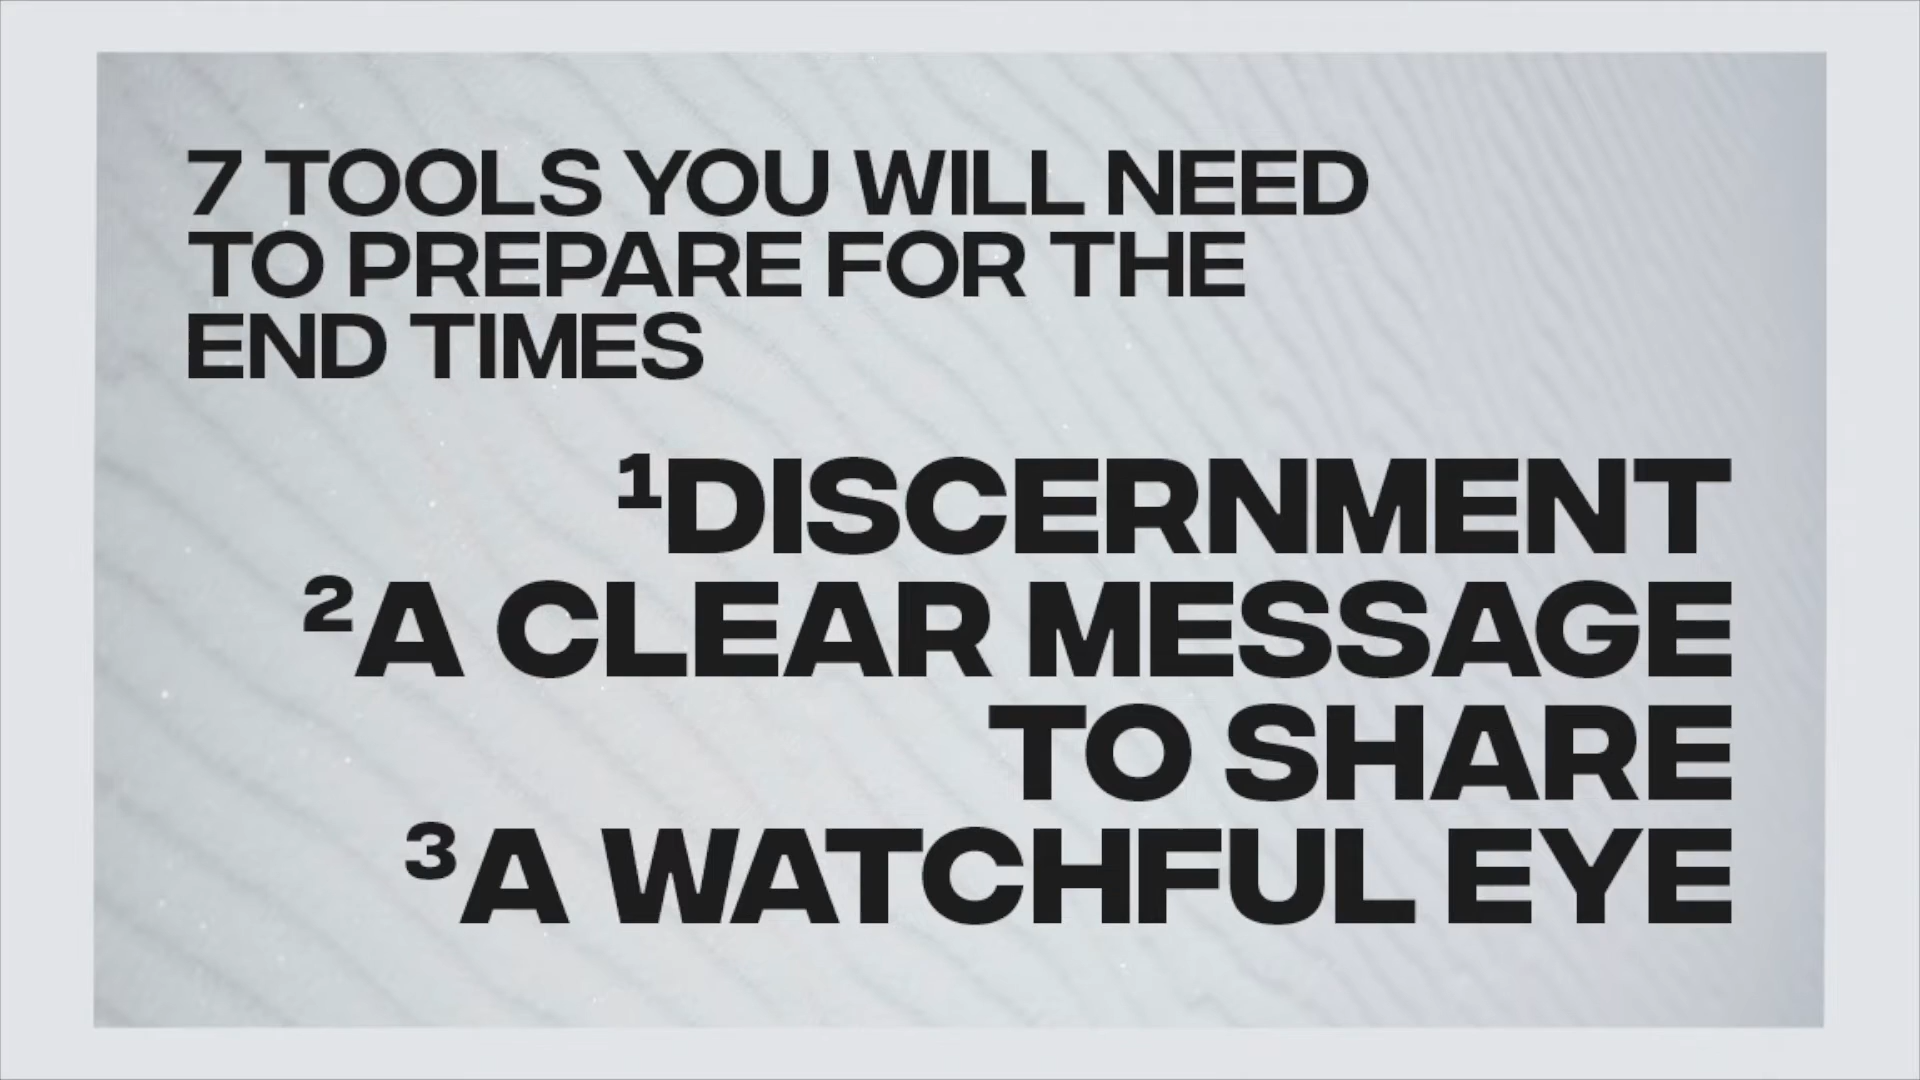 7 TOOLS YOU WILL NEED
TO PREPARE FOR THE
END TIMES
¹DISCERNMENT
²A CLEAR MESSAGE
TO SHARE
³A WATCHFUL EYE